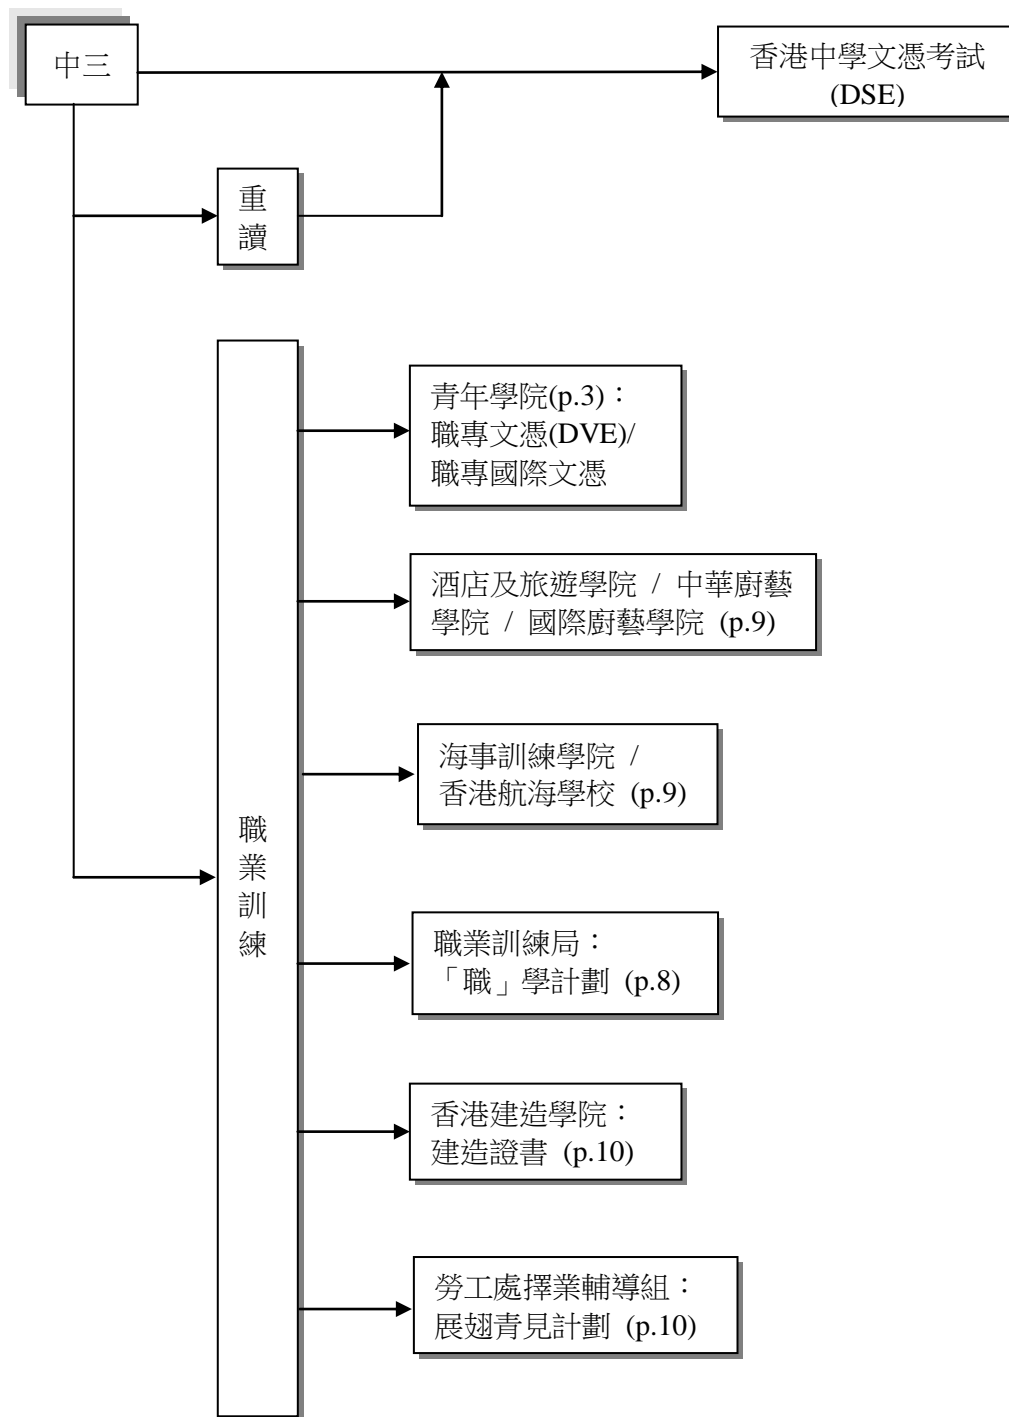 中三
香港中學文憑考試
(DSE)
重
讀
職
業
訓
練
青年學院(p.3)：
職專文憑(DVE)/
職專國際文憑
酒店及旅遊學院 / 中華廚藝
學院 / 國際廚藝學院 (p.9)
海事訓練學院 /
香港航海學校 (p.9)
職業訓練局：
「職」學計劃 (p.8)
香港建造學院：
建造證書 (p.10)
勞工處擇業輔導組：
展翅青見計劃 (p.10)